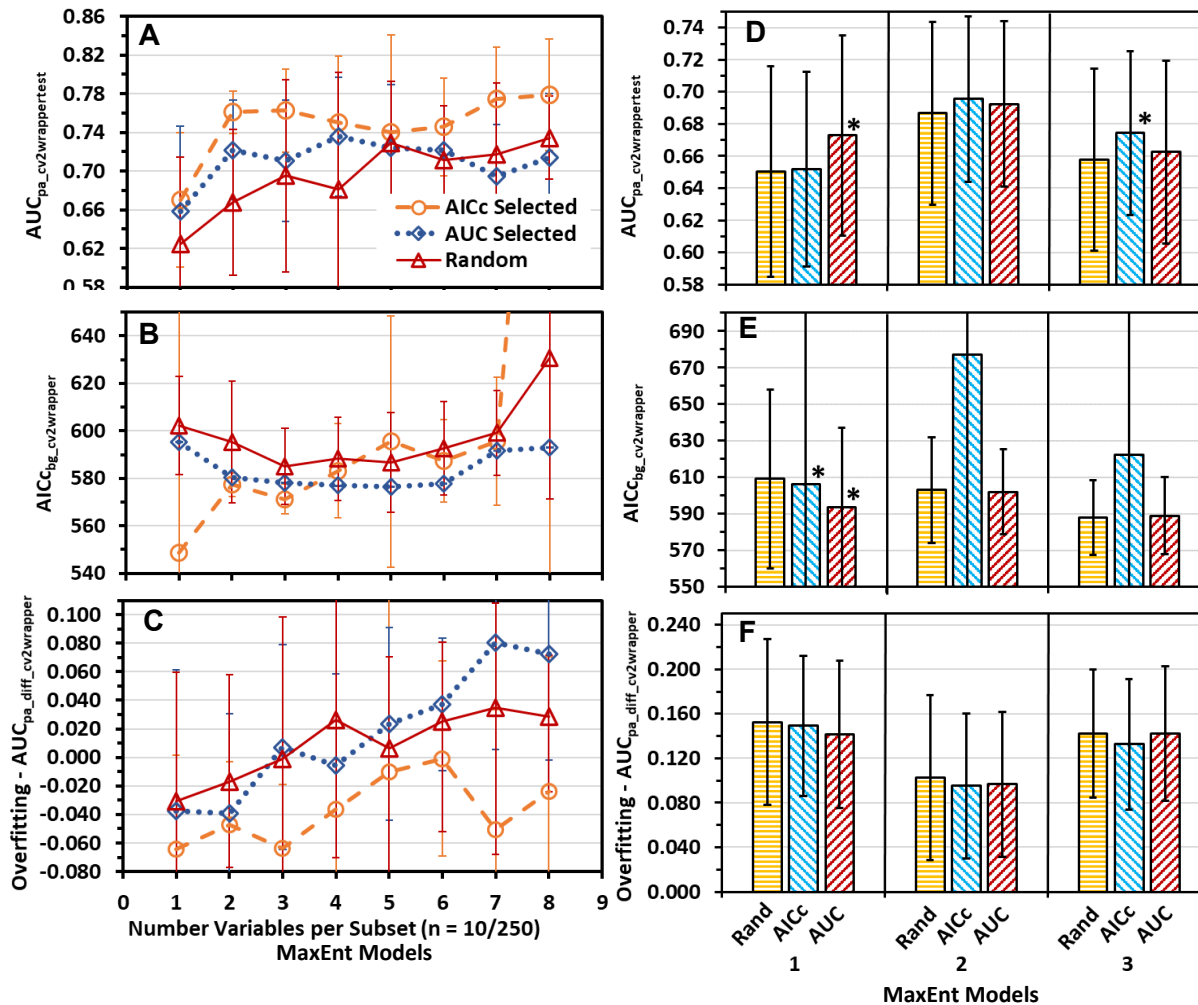 A
AUCpa_cv2wrappertest
0.86
0.82
0.78
0.74
0.70
0.66
0.62
0.58
AICc Selected
AUC Selected
Random
B
AICcbg_cv2wrapper
640
620
600
580
560
540
C
Overfitting - AUCpa_diff_cv2wrapper
0.100
0.080
0.060
0.040
0.020
0.000
-0.020
-0.040
-0.060
-0.080
0 1 2 3 4 5 6 7 8 9
Number Variables per Subset (n = 10/250)
MaxEnt Models
D
AUCpa_cv2wrappertest
0.74
0.72
0.70
0.68
0.66
0.64
0.62
0.60
0.58
*
*
E
AICcbg_cv2wrapper
690
670
650
630
610
590
570
550
*
*
F
Overfitting - AUCpa_diff_cv2wrapper
0.240
0.200
0.160
0.120
0.080
0.040
0.000
Rand AICc AUC Rand AICc AUC Rand AICc AUC
1 2 3
MaxEnt Models